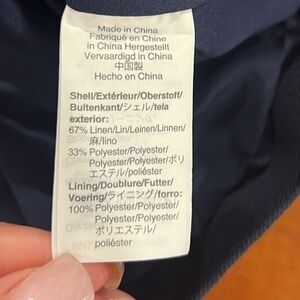 Made in China
Fabriqué en Chine
in China Hergestellt
Vervaardigd in China
中国製
Hecho en China
Shell/Extérieur/Oberstoff/
Buitenkant/シェル/tela
exterior:
67% Linen/Lin/Leinen/Linnen/
麻/lino
33% Polyester/Polyester/
Polyester/Polyester/ポリ
エステル/poliéster
Lining/Doublure/Futter/
Voering/ライニング/forro:
100% Polyester/Polyester/
Polyester/Polyester/
ポリエステル/
poliéster